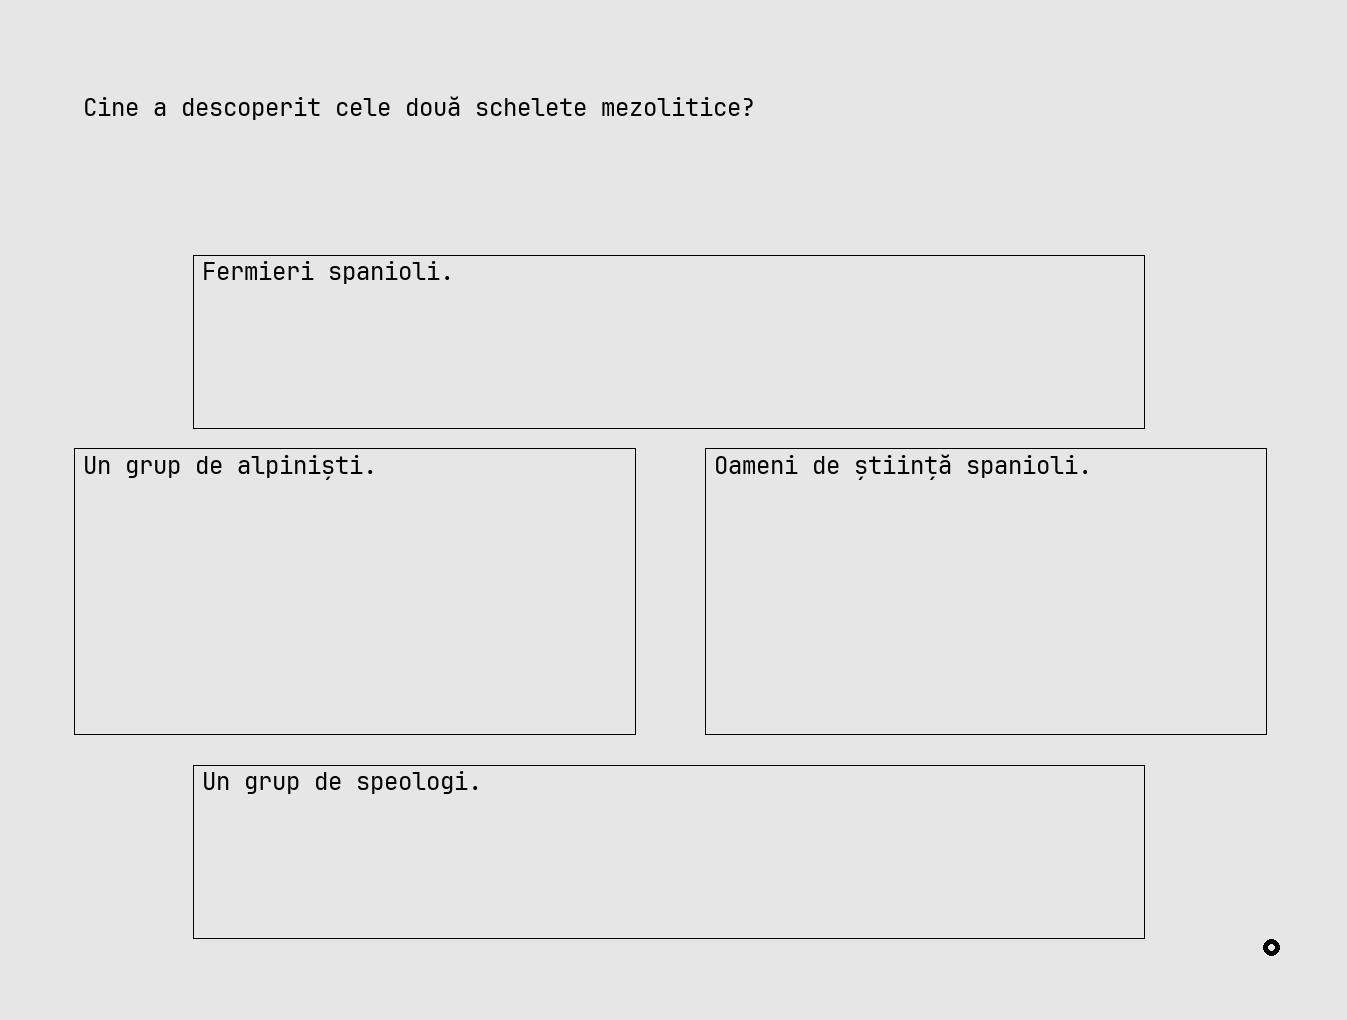 Cine a descoperit cele două schelete mezolitice?
Fermieri spanioli.
Un grup de alpiniști.
Oameni de știință spanioli.
Un grup de speologi.